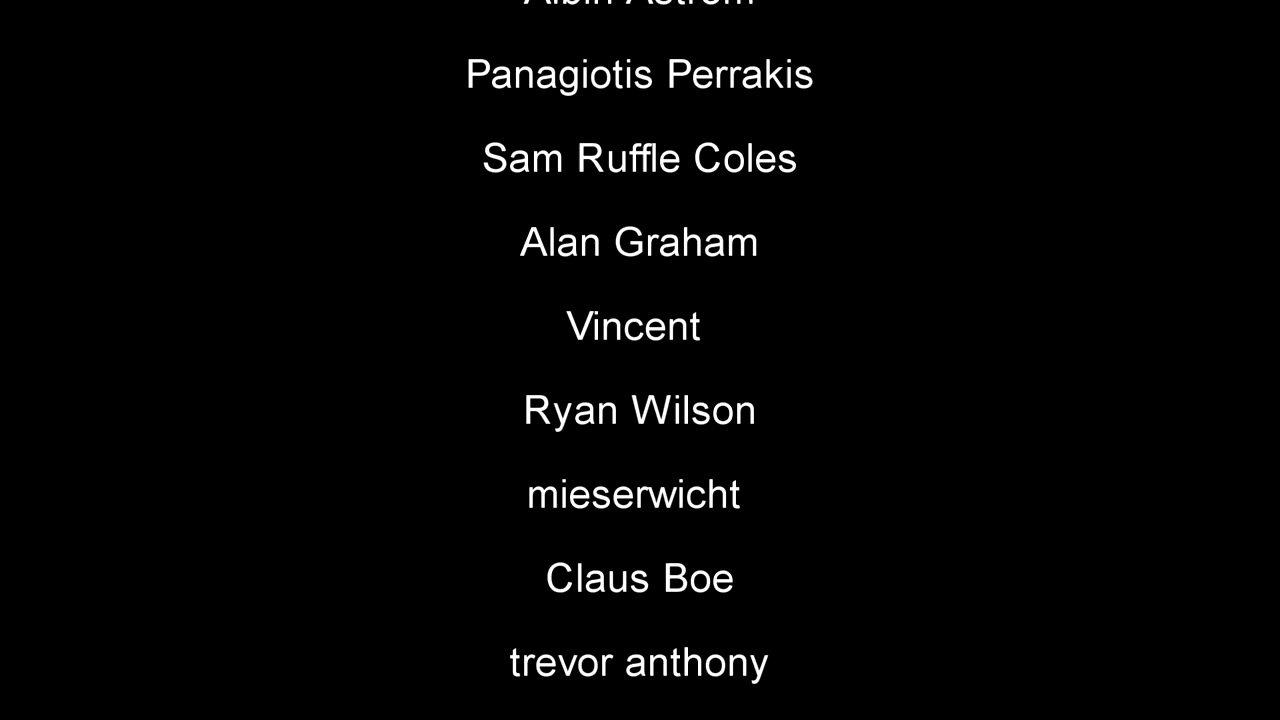 Panagiotis Perrakis
Sam Ruffle Coles
Alan Graham
Vincent
Ryan Wilson
mieserwicht
Claus Boe
trevor anthony